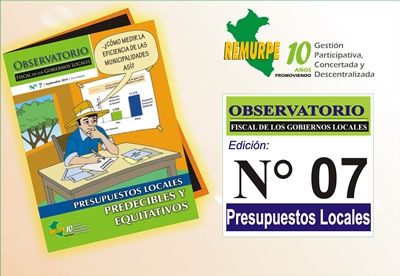 OBSERVATORIO
FISCAL DE LOS GOBIERNOS LOCALES
N° 7
...¿CÓMO MEDIR LA
EFICIENCIA DE LAS
MUNICIPALIDADES
ASÍ?
PRESUPUESTOS LOCALES
PREDECIBLES Y
EQUITATIVOS
REMURPE
10
AÑOS
PROMOVIENDO
Gestión
Participativa,
Concertada y
Descentralizada
OBSERVATORIO
FISCAL DE LOS GOBIERNOS LOCALES
Edición:
N° 07
Presupuestos Locales